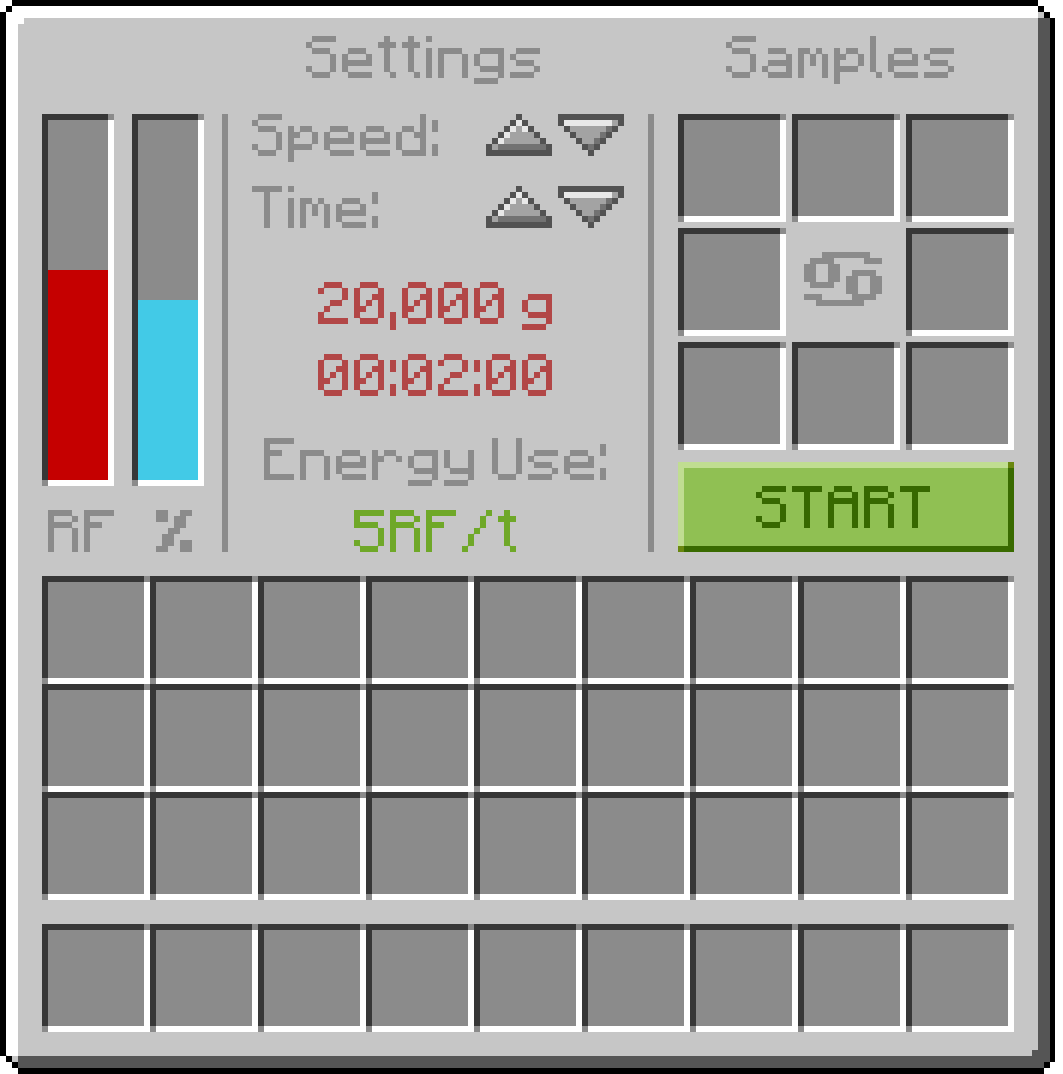 Settings
Samples
Speed:
Time:
20,000 g
00:02:00
Energy Use:
5RF/t
RF %
♋
START